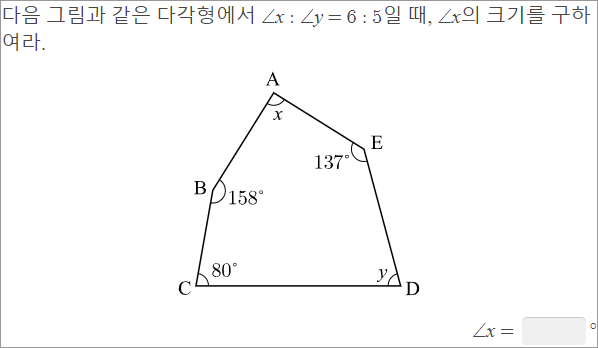 다음 그림과 같은 다각형에서 ∠x : ∠y = 6 : 5일 때, ∠x의 크기를 구하
여라.
A
x
E
137°
B
158°
80°
y
C
D
∠x = °